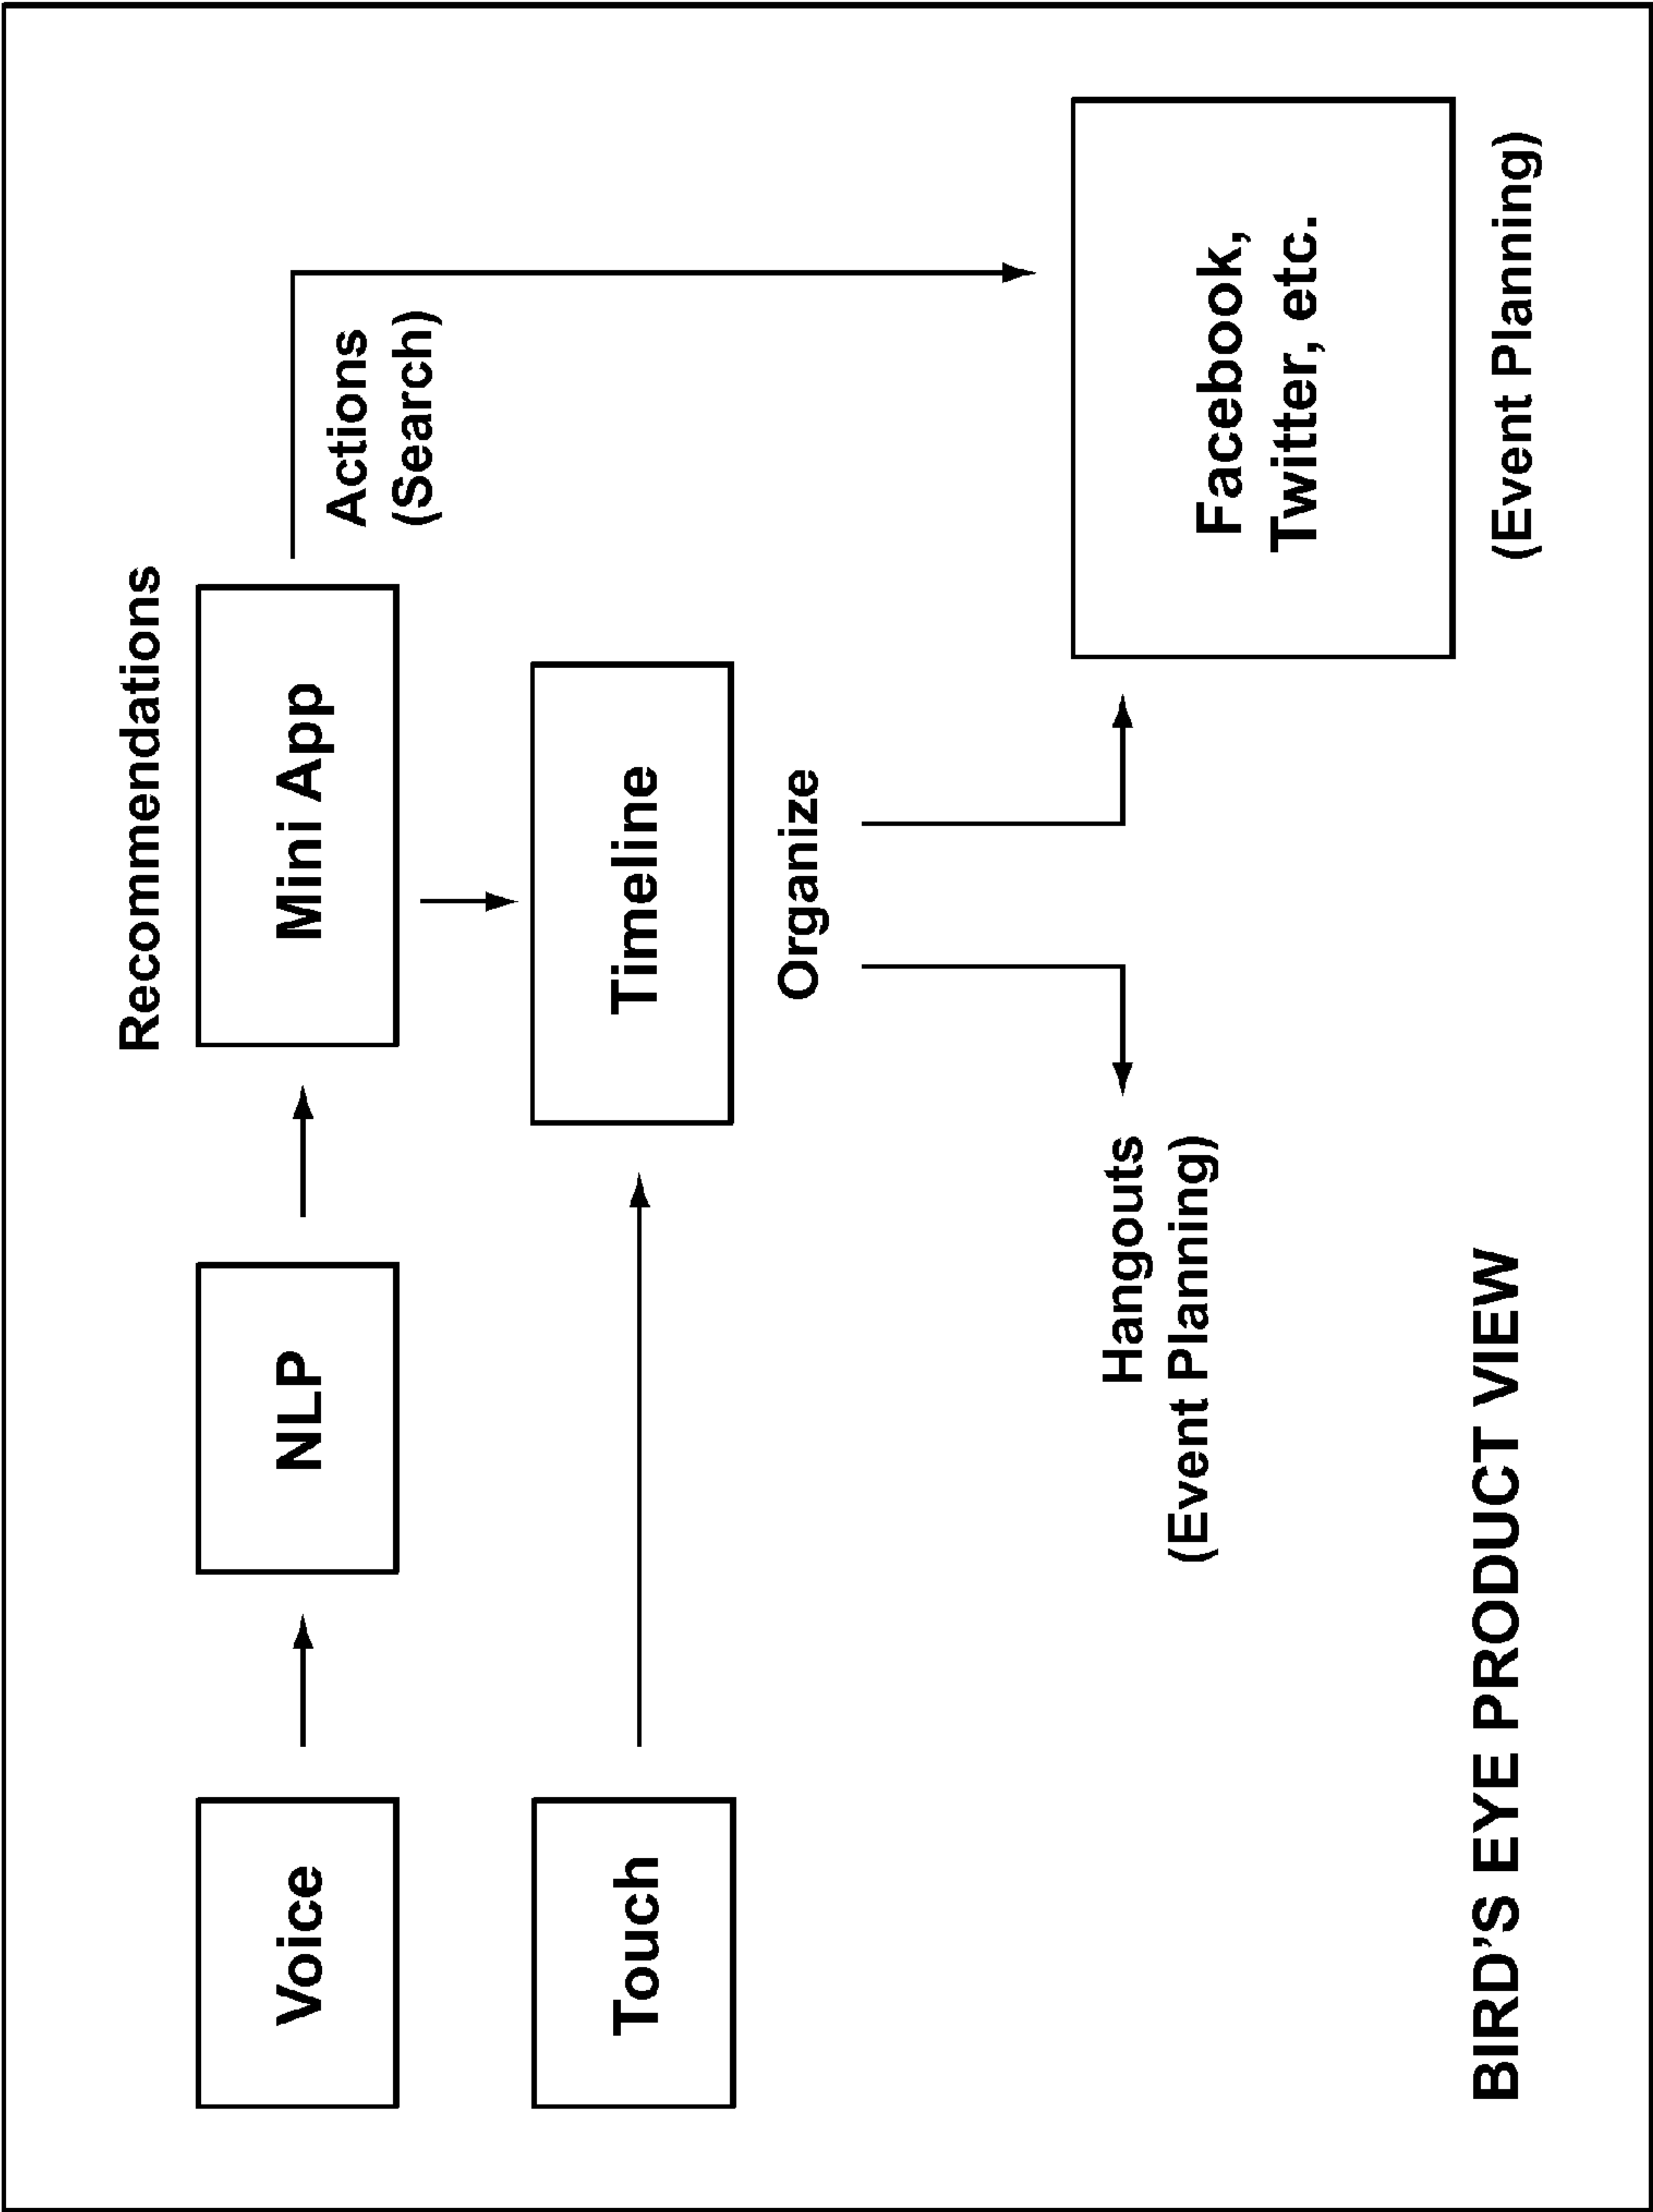 Recommendations
Voice
NLP
Mini App
Actions
(Search)
Touch
Timeline
Organize
Hangouts
(Event Planning)
Facebook,
Twitter, etc.
(Event Planning)
BIRD'S EYE PRODUCT VIEW